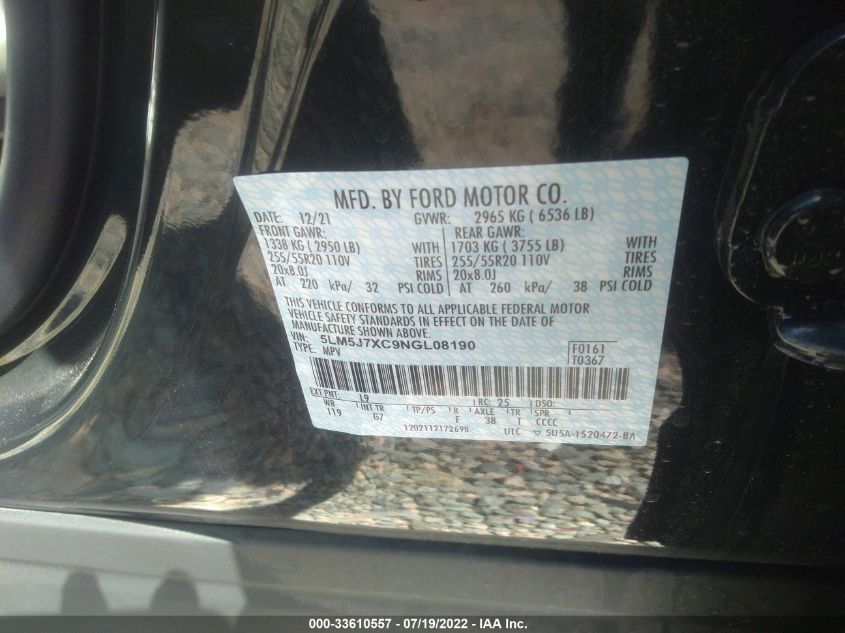 MFD. BY FORD MOTOR CO.
DATE: 12/21 GVWR: 2965 KG ( 6536 LB)
FRONT GAWR: REAR GAWR:
1338 KG ( 2950 LB) WITH 1703 KG ( 3755 LB) WITH
255/55R20 110V TIRES 255/55R20 110V TIRES
20x8.0J RIMS 20x8.0J RIMS
AT 220 kPa/ 32 PSI COLD AT 260 kPa/ 38 PSI COLD
THIS VEHICLE CONFORMS TO ALL APPLICABLE FEDERAL MOTOR
VEHICLE SAFETY STANDARDS IN EFFECT ON THE DATE OF
MANUFACTURE SHOWN ABOVE.
VIN: 5LM5J7XC9NGL08190
TYPE: MPV
F0161
T0367
EXT PNT: L9 RC: 25 DSO:
WB INT TR TP/PS R AXLE TR SPR
119 G7 F 3B T CCCC
1202112172698 UTC 5U5A-1520472-BA
000-33610557 - 07/19/2022 - IAA Inc.